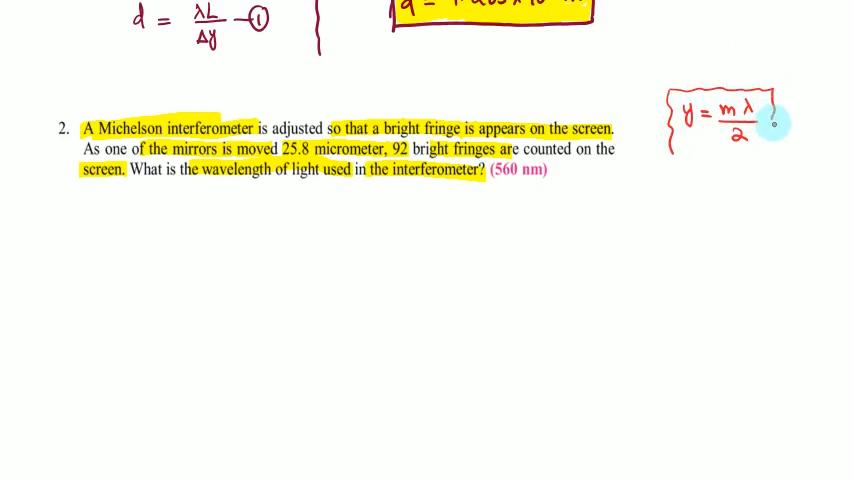 d = λL/Δy —①
d =
2. A Michelson interferometer is adjusted so that a bright fringe is appears on the screen.
As one of the mirrors is moved 25.8 micrometer, 92 bright fringes are counted on the
screen. What is the wavelength of light used in the interferometer? (560 nm)
y = mλ/2